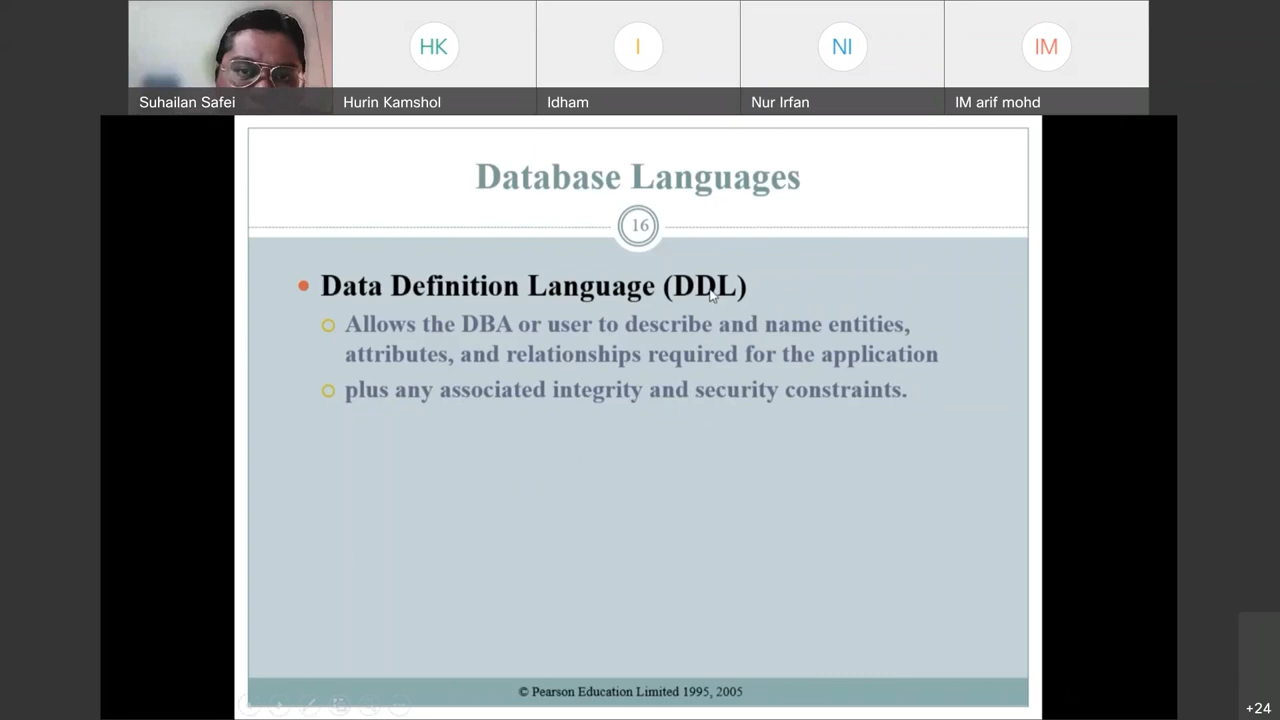 HK
I
NI
IM
Suhailan Safei
Hurin Kamshol
Idham
Nur Irfan
IM arif mohd
Database Languages
16
Data Definition Language (DDL)
Allows the DBA or user to describe and name entities,
attributes, and relationships required for the application
plus any associated integrity and security constraints.
© Pearson Education Limited 1995, 2005
+24